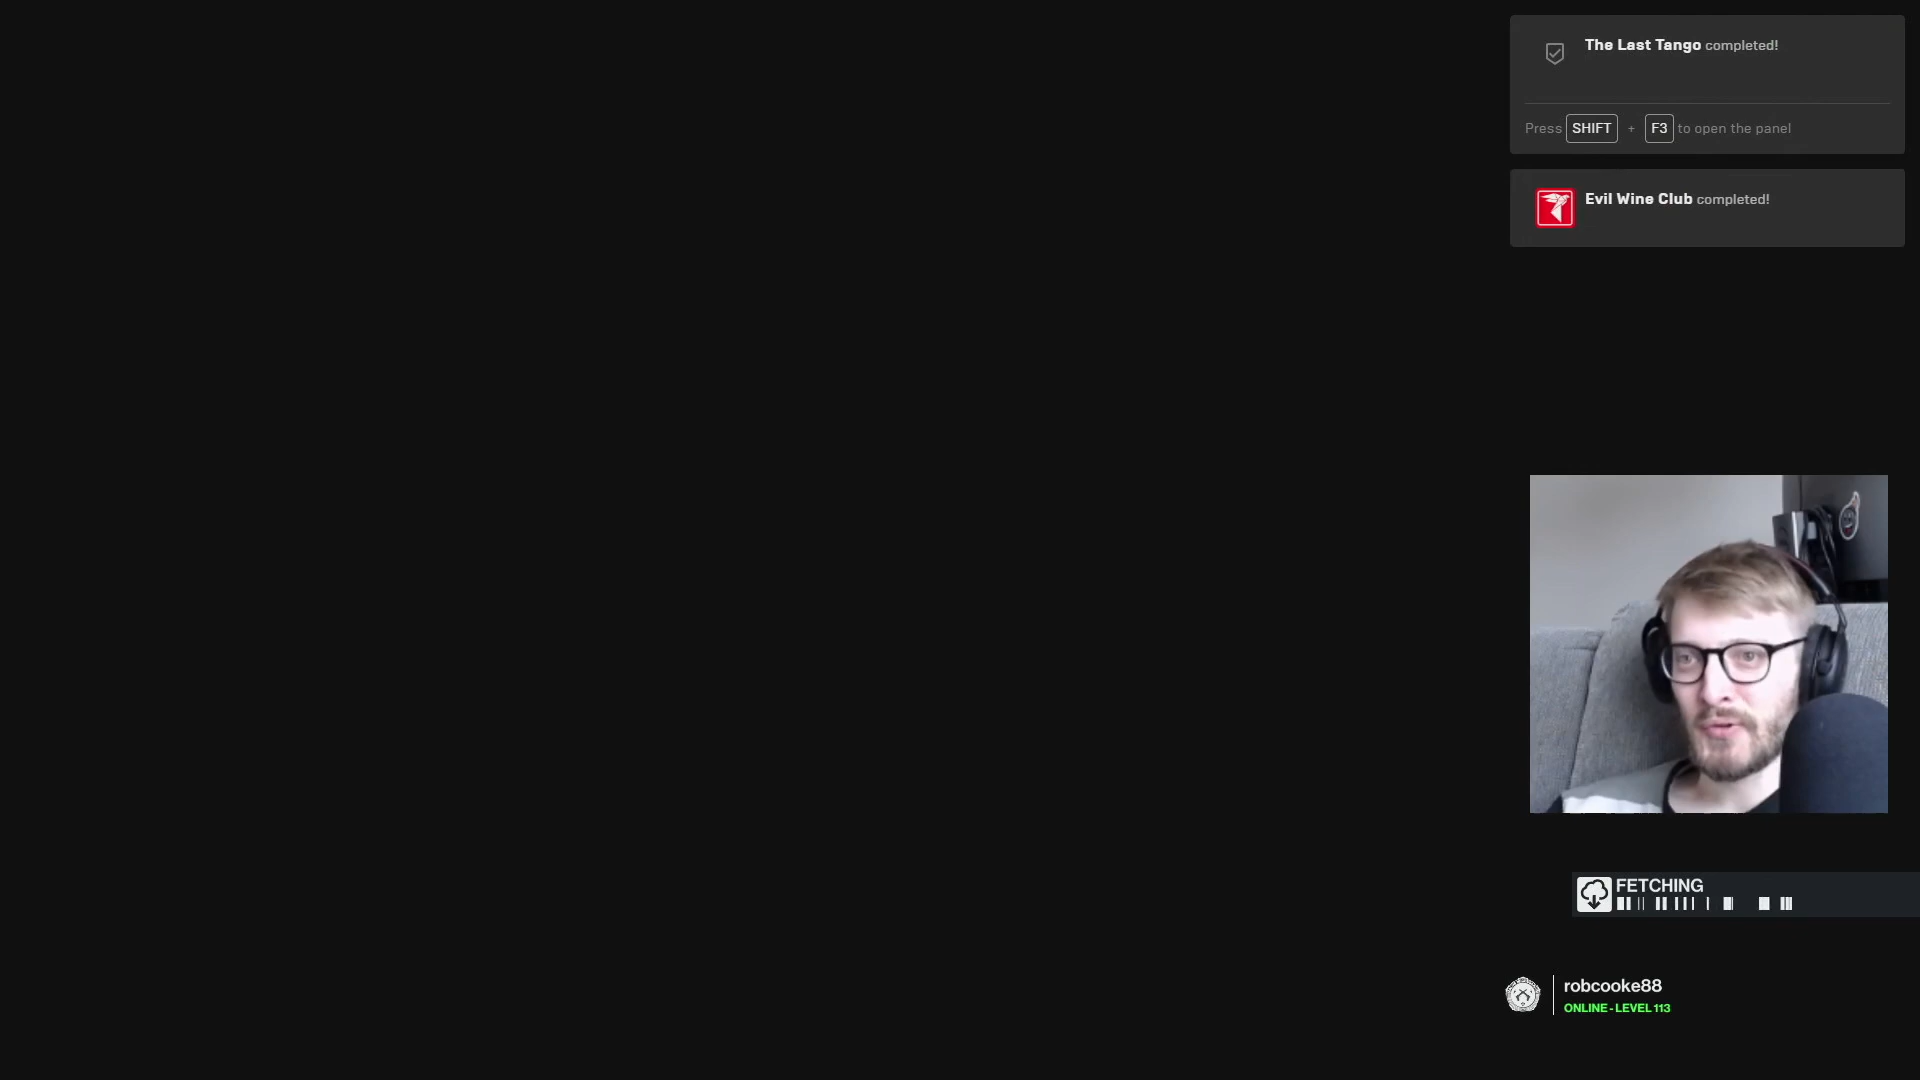 The Last Tango completed!
Press SHIFT + F3 to open the panel
Evil Wine Club completed!
FETCHING
robcooke88
ONLINE - LEVEL 113